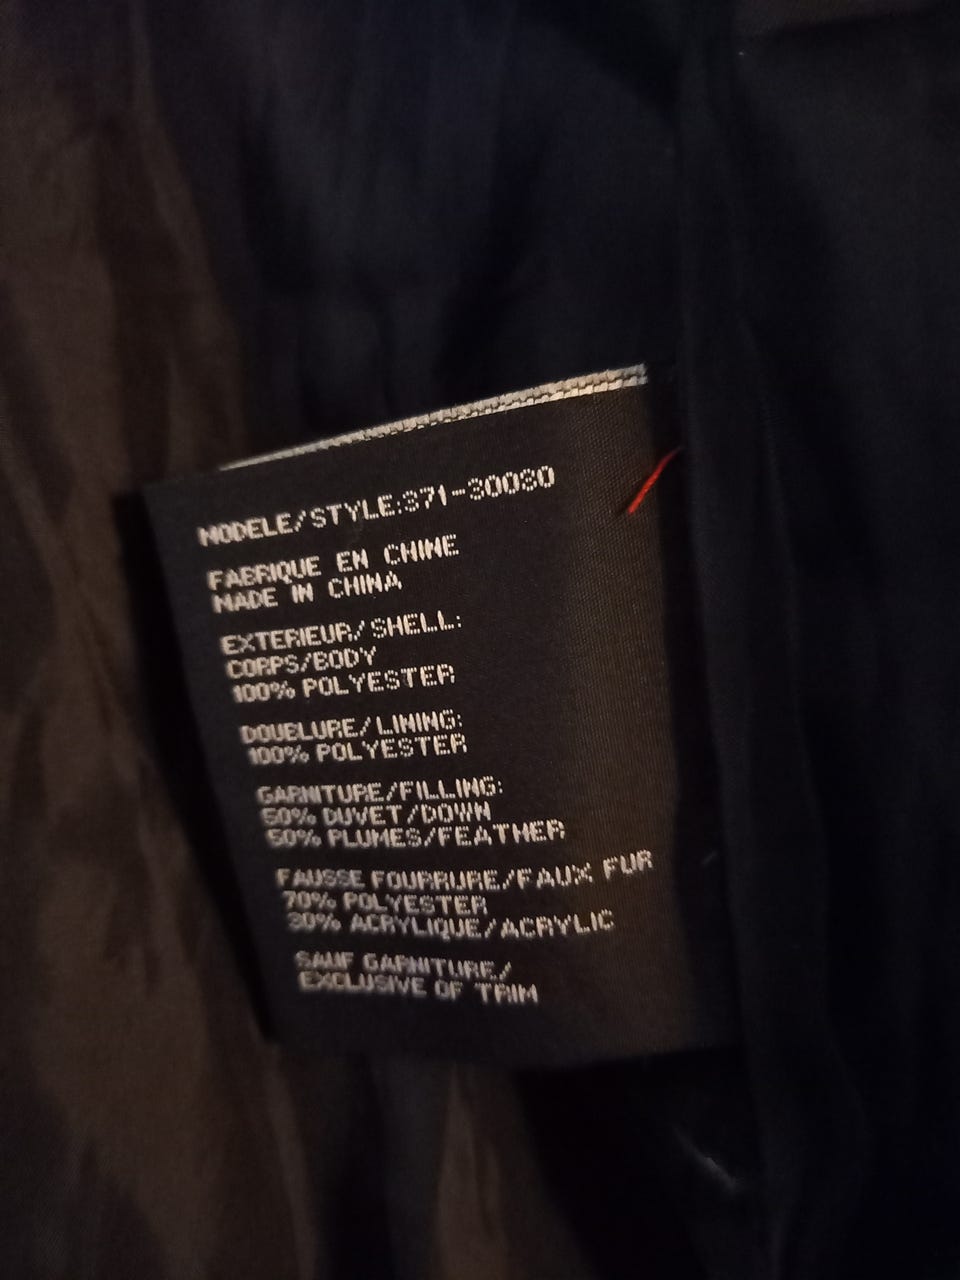 MODELE/STYLE:371-30030
FABRIQUE EN CHINE
MADE IN CHINA
EXTERIEUR/SHELL:
CORPS/BODY
100% POLYESTER
DOUBLURE/LINING:
100% POLYESTER
GARNITURE/FILLING:
50% DUVET/DOWN
50% PLUMES/FEATHER
FAUSSE FOURRURE/FAUX FUR
70% POLYESTER
30% ACRYLIQUE/ACRYLIC
SAUF GARNITURE/
EXCLUSIVE OF TRIM